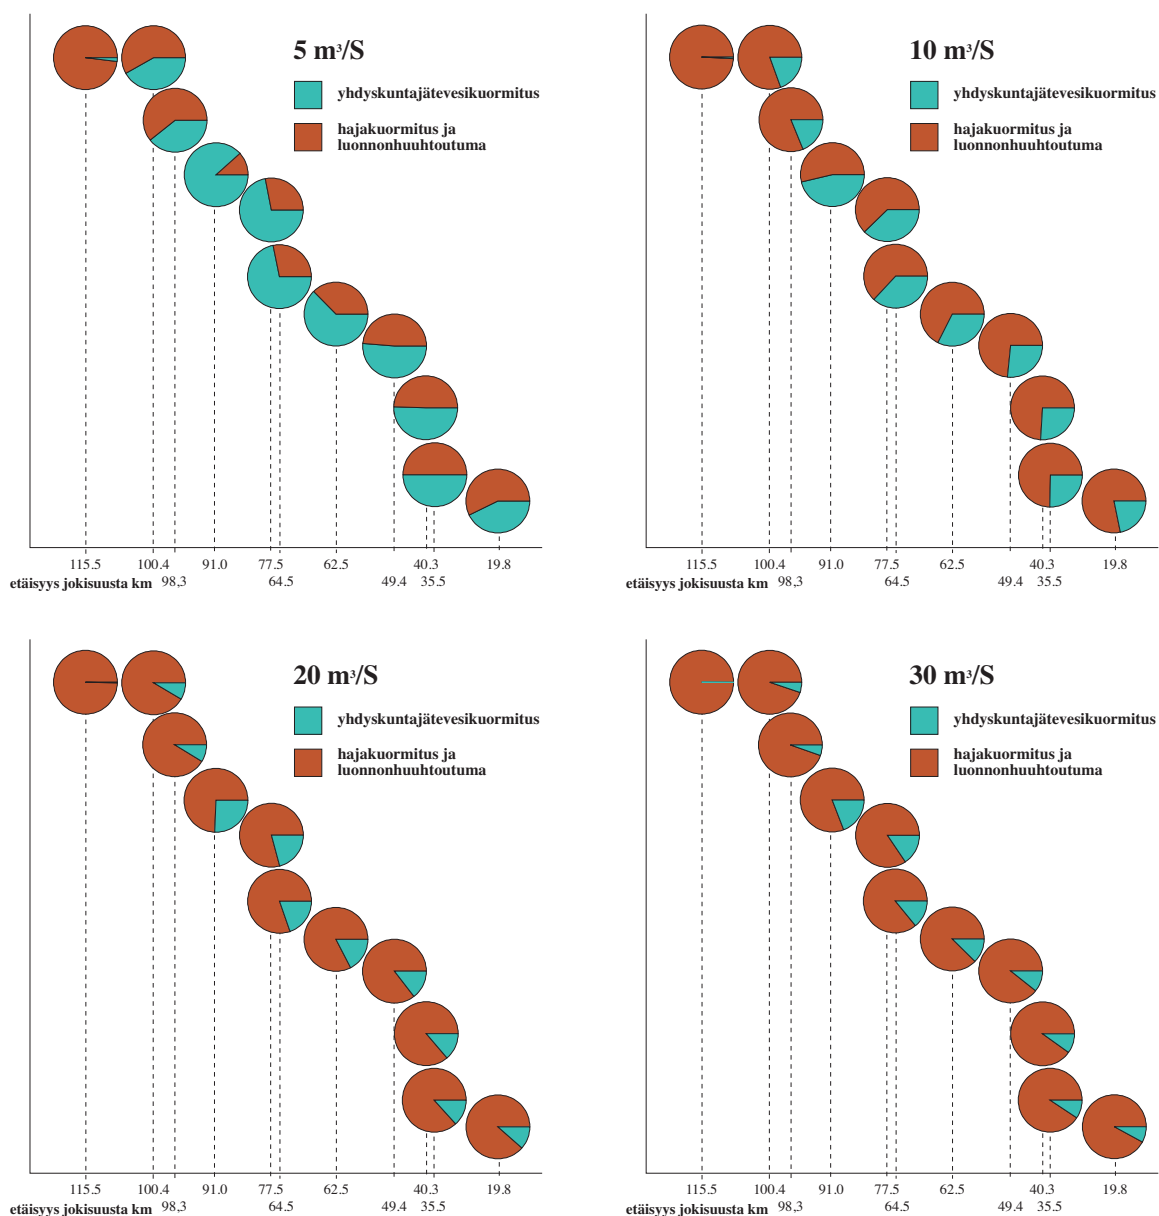 5 m³/S
yhdyskuntajätevesikuormitus
hajakuormitus ja
luonnonhuuhtoutuma
115.5 100.4 91.0 77.5 62.5 40.3 19.8
etäisyys jokisuusta km 98,3 64.5 49.4 35.5
10 m³/S
yhdyskuntajätevesikuormitus
hajakuormitus ja
luonnonhuuhtoutuma
115.5 100.4 91.0 77.5 62.5 40.3 19.8
etäisyys jokisuusta km 98,3 64.5 49.4 35.5
20 m³/S
yhdyskuntajätevesikuormitus
hajakuormitus ja
luonnonhuuhtoutuma
115.5 100.4 91.0 77.5 62.5 40.3 19.8
etäisyys jokisuusta km 98,3 64.5 49.4 35.5
30 m³/S
yhdyskuntajätevesikuormitus
hajakuormitus ja
luonnonhuuhtoutuma
115.5 100.4 91.0 77.5 62.5 40.3 19.8
etäisyys jokisuusta km 98,3 64.5 49.4 35.5